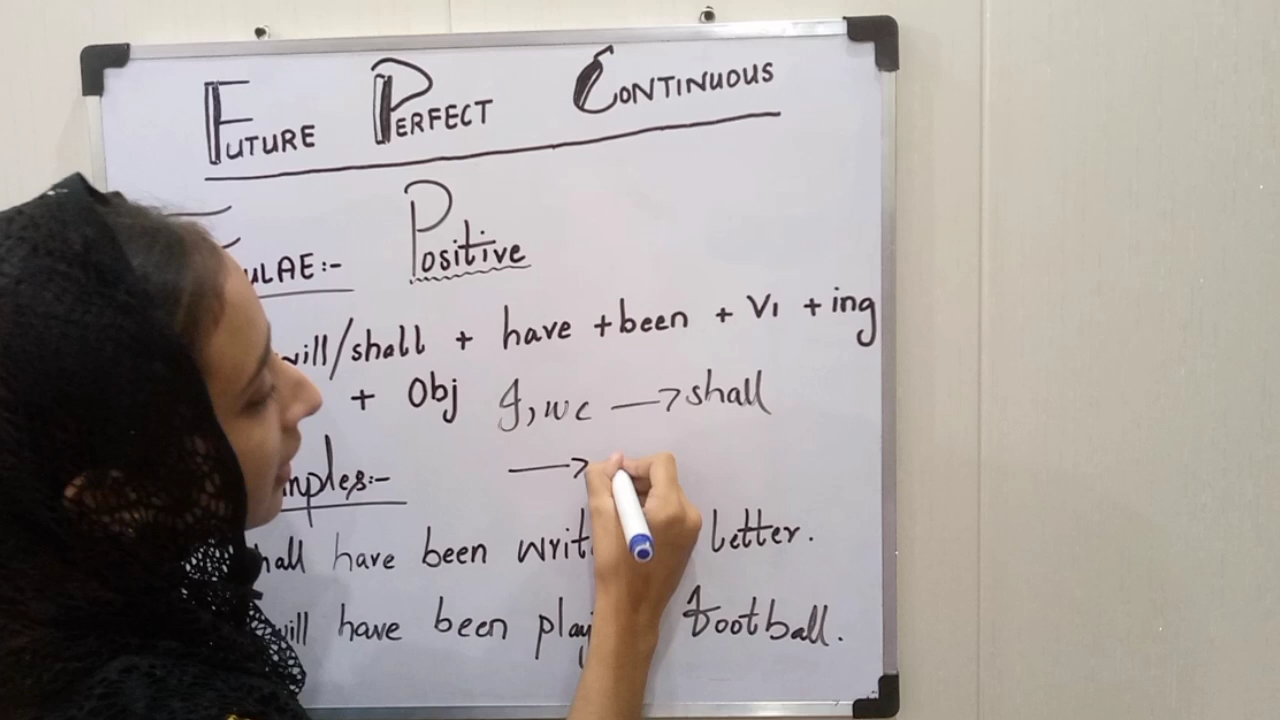 FUTURE PERFECT CONTINUOUS
Positive
ULAE:-
will/shall + have +been + V1 +ing
+ Obj I, we → shall
→
mples:-
hall have been writ letter.
will have been play football.